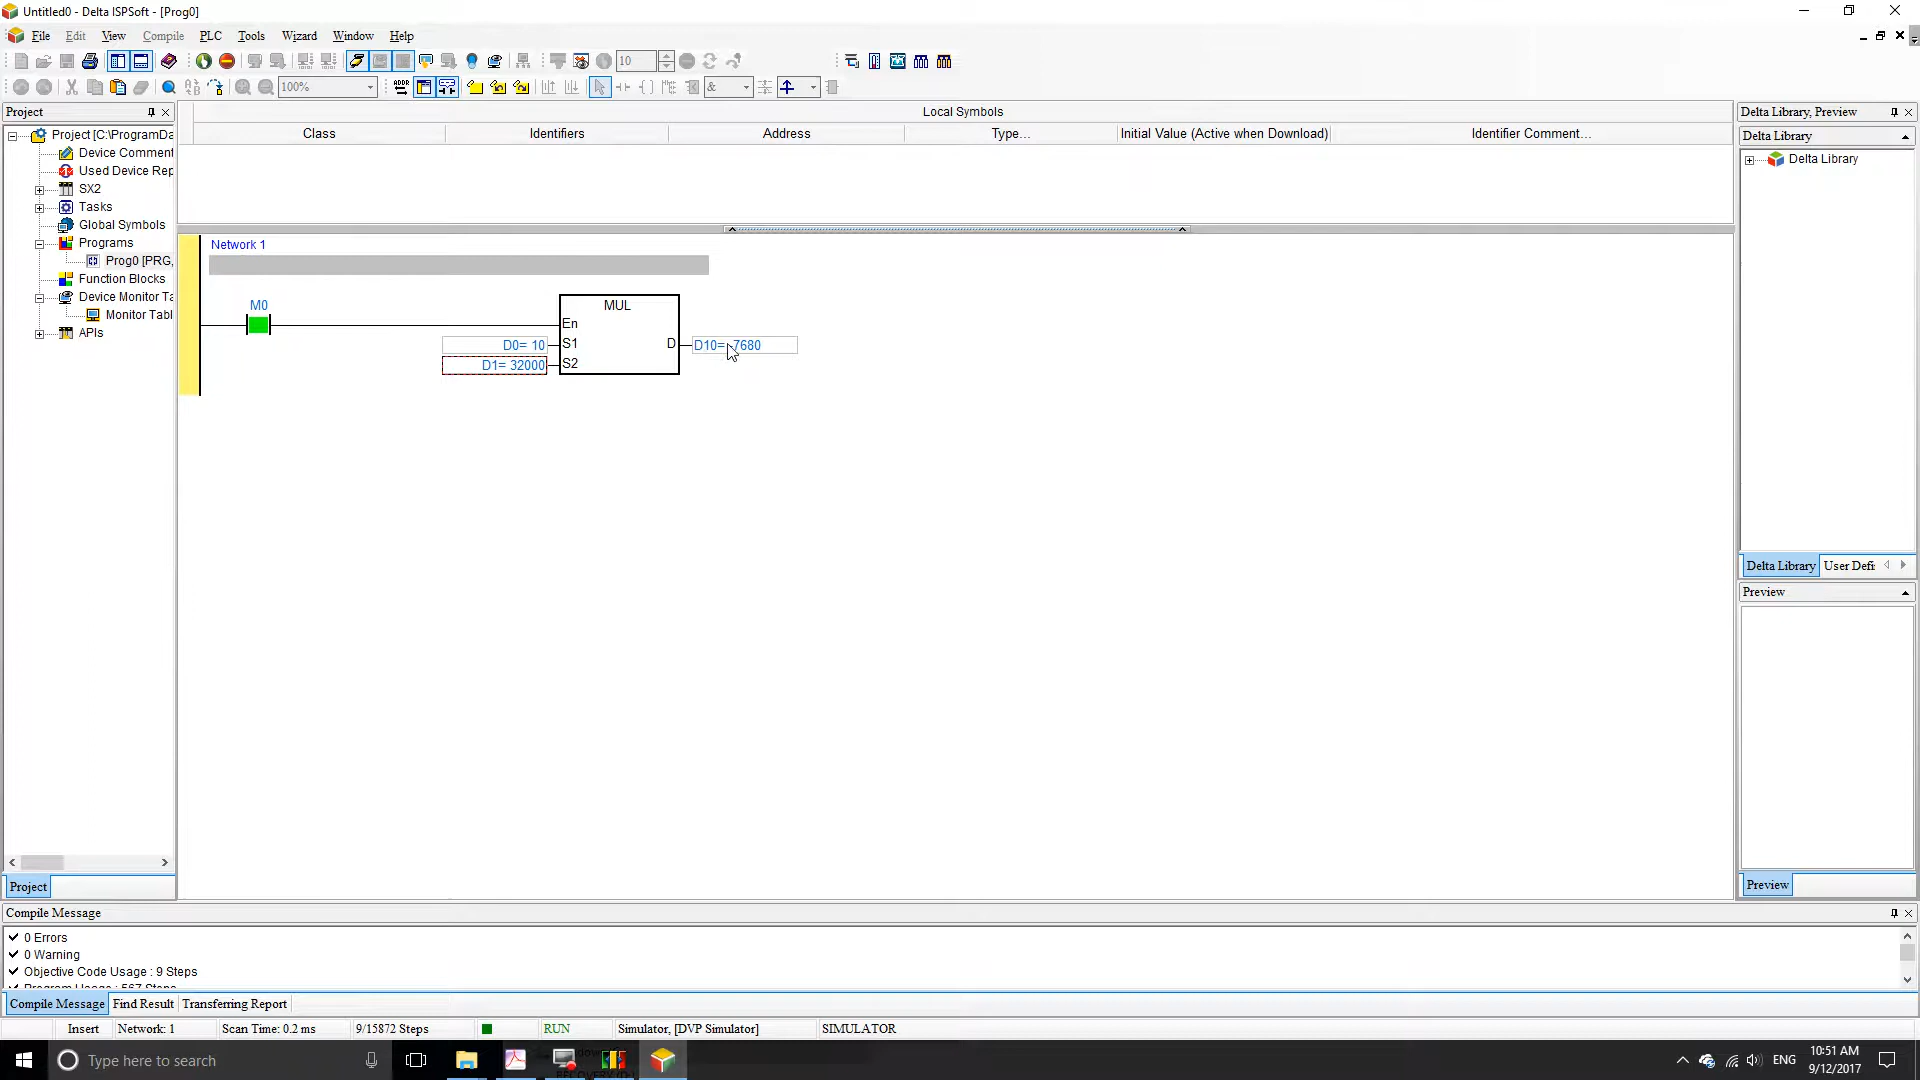 Untitled0 - Delta ISPSoft - [Prog0]
File Edit View Compile PLC Tools Wizard Window Help
10
100%
&
Project
Project [C:\ProgramDa
Device Comment
Used Device Rep
SX2
Tasks
Global Symbols
Programs
Prog0 [PRG,
Function Blocks
Device Monitor Ta
Monitor Tabl
APIs
Project
Local Symbols
Class Identifiers Address Type... Initial Value (Active when Download) Identifier Comment...
Network 1
M0
MUL
En
D0= 10 S1 D D10= -7680
D1= 32000 S2
Delta Library, Preview
Delta Library
Delta Library
Delta Library User Defi
Preview
Preview
Compile Message
0 Errors
0 Warning
Objective Code Usage : 9 Steps
Program Usage : 567 Steps
Compile Message Find Result Transferring Report
Insert Network: 1 Scan Time: 0.2 ms 9/15872 Steps RUN Simulator, [DVP Simulator] SIMULATOR
Type here to search
ENG
10:51 AM
9/12/2017